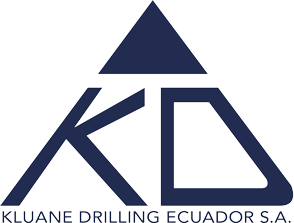 KD
KLUANE DRILLING ECUADOR S.A.